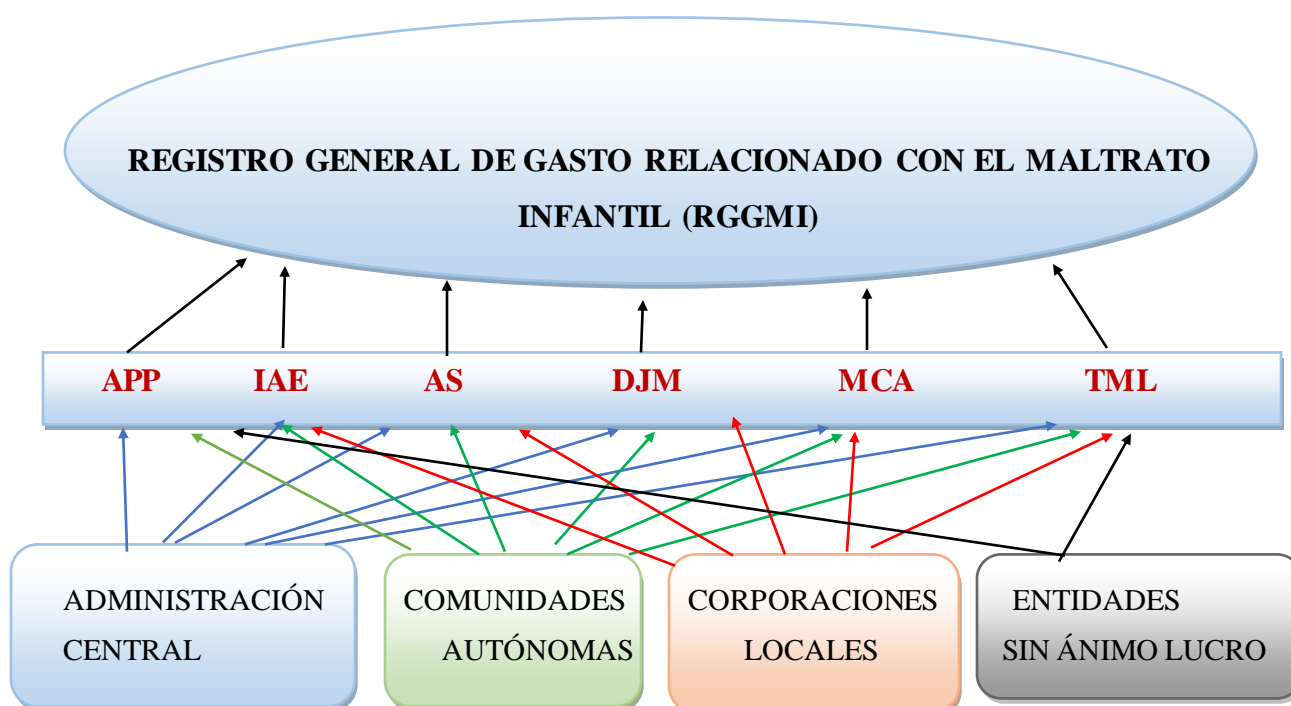 REGISTRO GENERAL DE GASTO RELACIONADO CON EL MALTRATO
INFANTIL (RGGMI)
APP IAE AS DJM MCA TML
ADMINISTRACIÓN
CENTRAL
COMUNIDADES
AUTÓNOMAS
CORPORACIONES
LOCALES
ENTIDADES
SIN ÁNIMO LUCRO